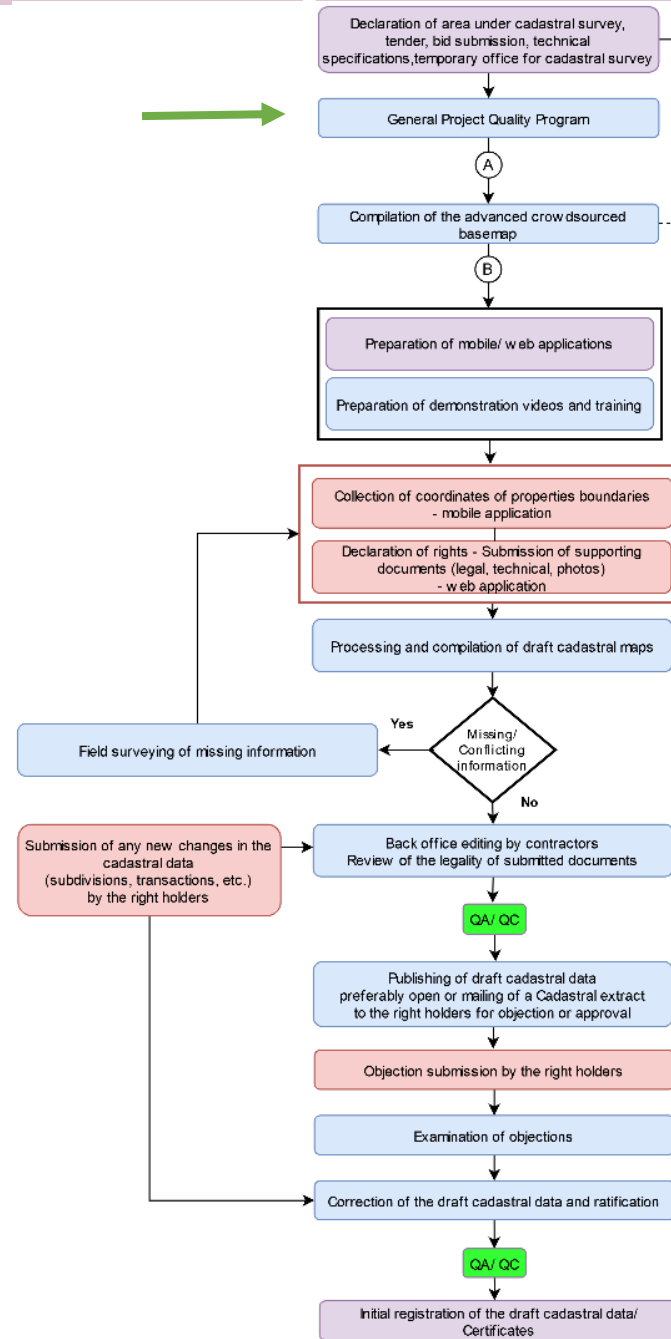 Declaration of area under cadastral survey,
tender, bid submission, technical
specifications,temporary office for cadastral survey
General Project Quality Program
A
Compilation of the advanced crowdsourced
basemap
B
Preparation of mobile/ web applications
Preparation of demonstration videos and training
Collection of coordinates of properties boundaries
- mobile application
Declaration of rights - Submission of supporting
documents (legal, technical, photos)
- web application
Processing and compilation of draft cadastral maps
Missing/
Conflicting
information
Yes
Field surveying of missing information
No
Submission of any new changes in the
cadastral data
(subdivisions, transactions, etc.)
by the right holders
Back office editing by contractors
Review of the legality of submitted documents
QA/ QC
Publishing of draft cadastral data
preferably open or mailing of a Cadastral extract
to the right holders for objection or approval
Objection submission by the right holders
Examination of objections
Correction of the draft cadastral data and ratification
QA/ QC
Initial registration of the draft cadastral data/
Certificates